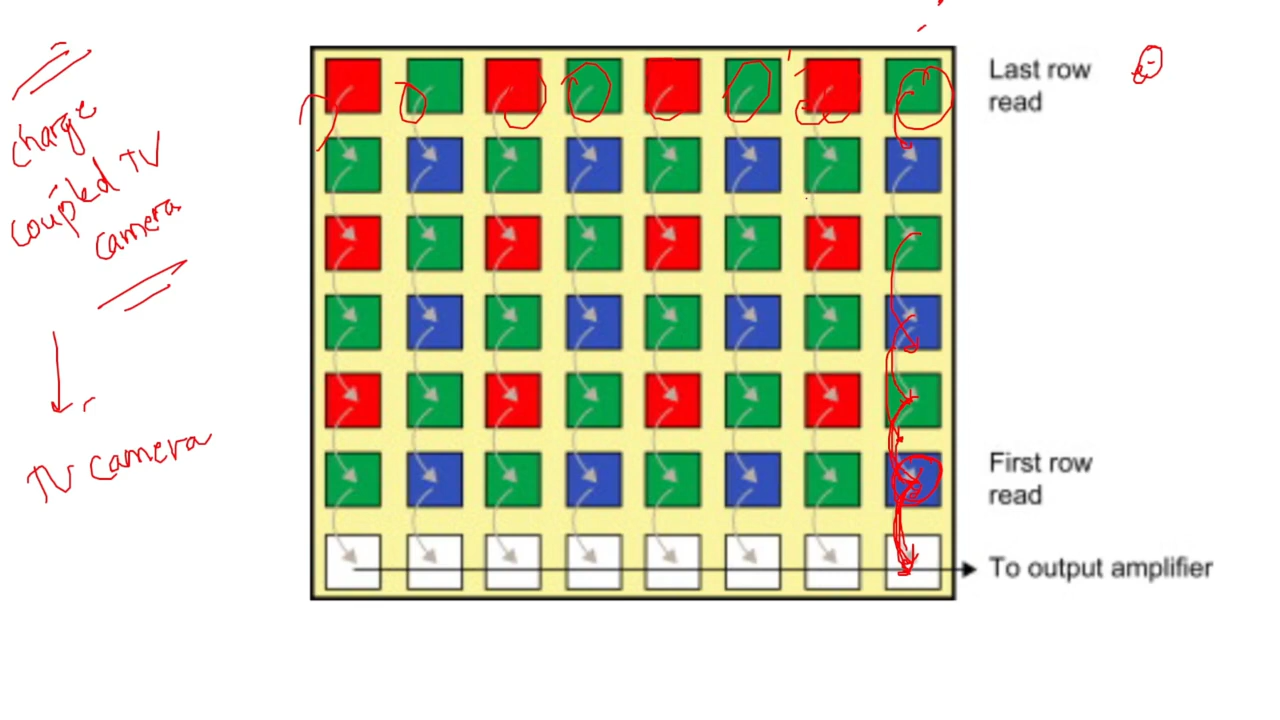 charge
coupled TV
camera
TV camera
Last row
read
First row
read
To output amplifier